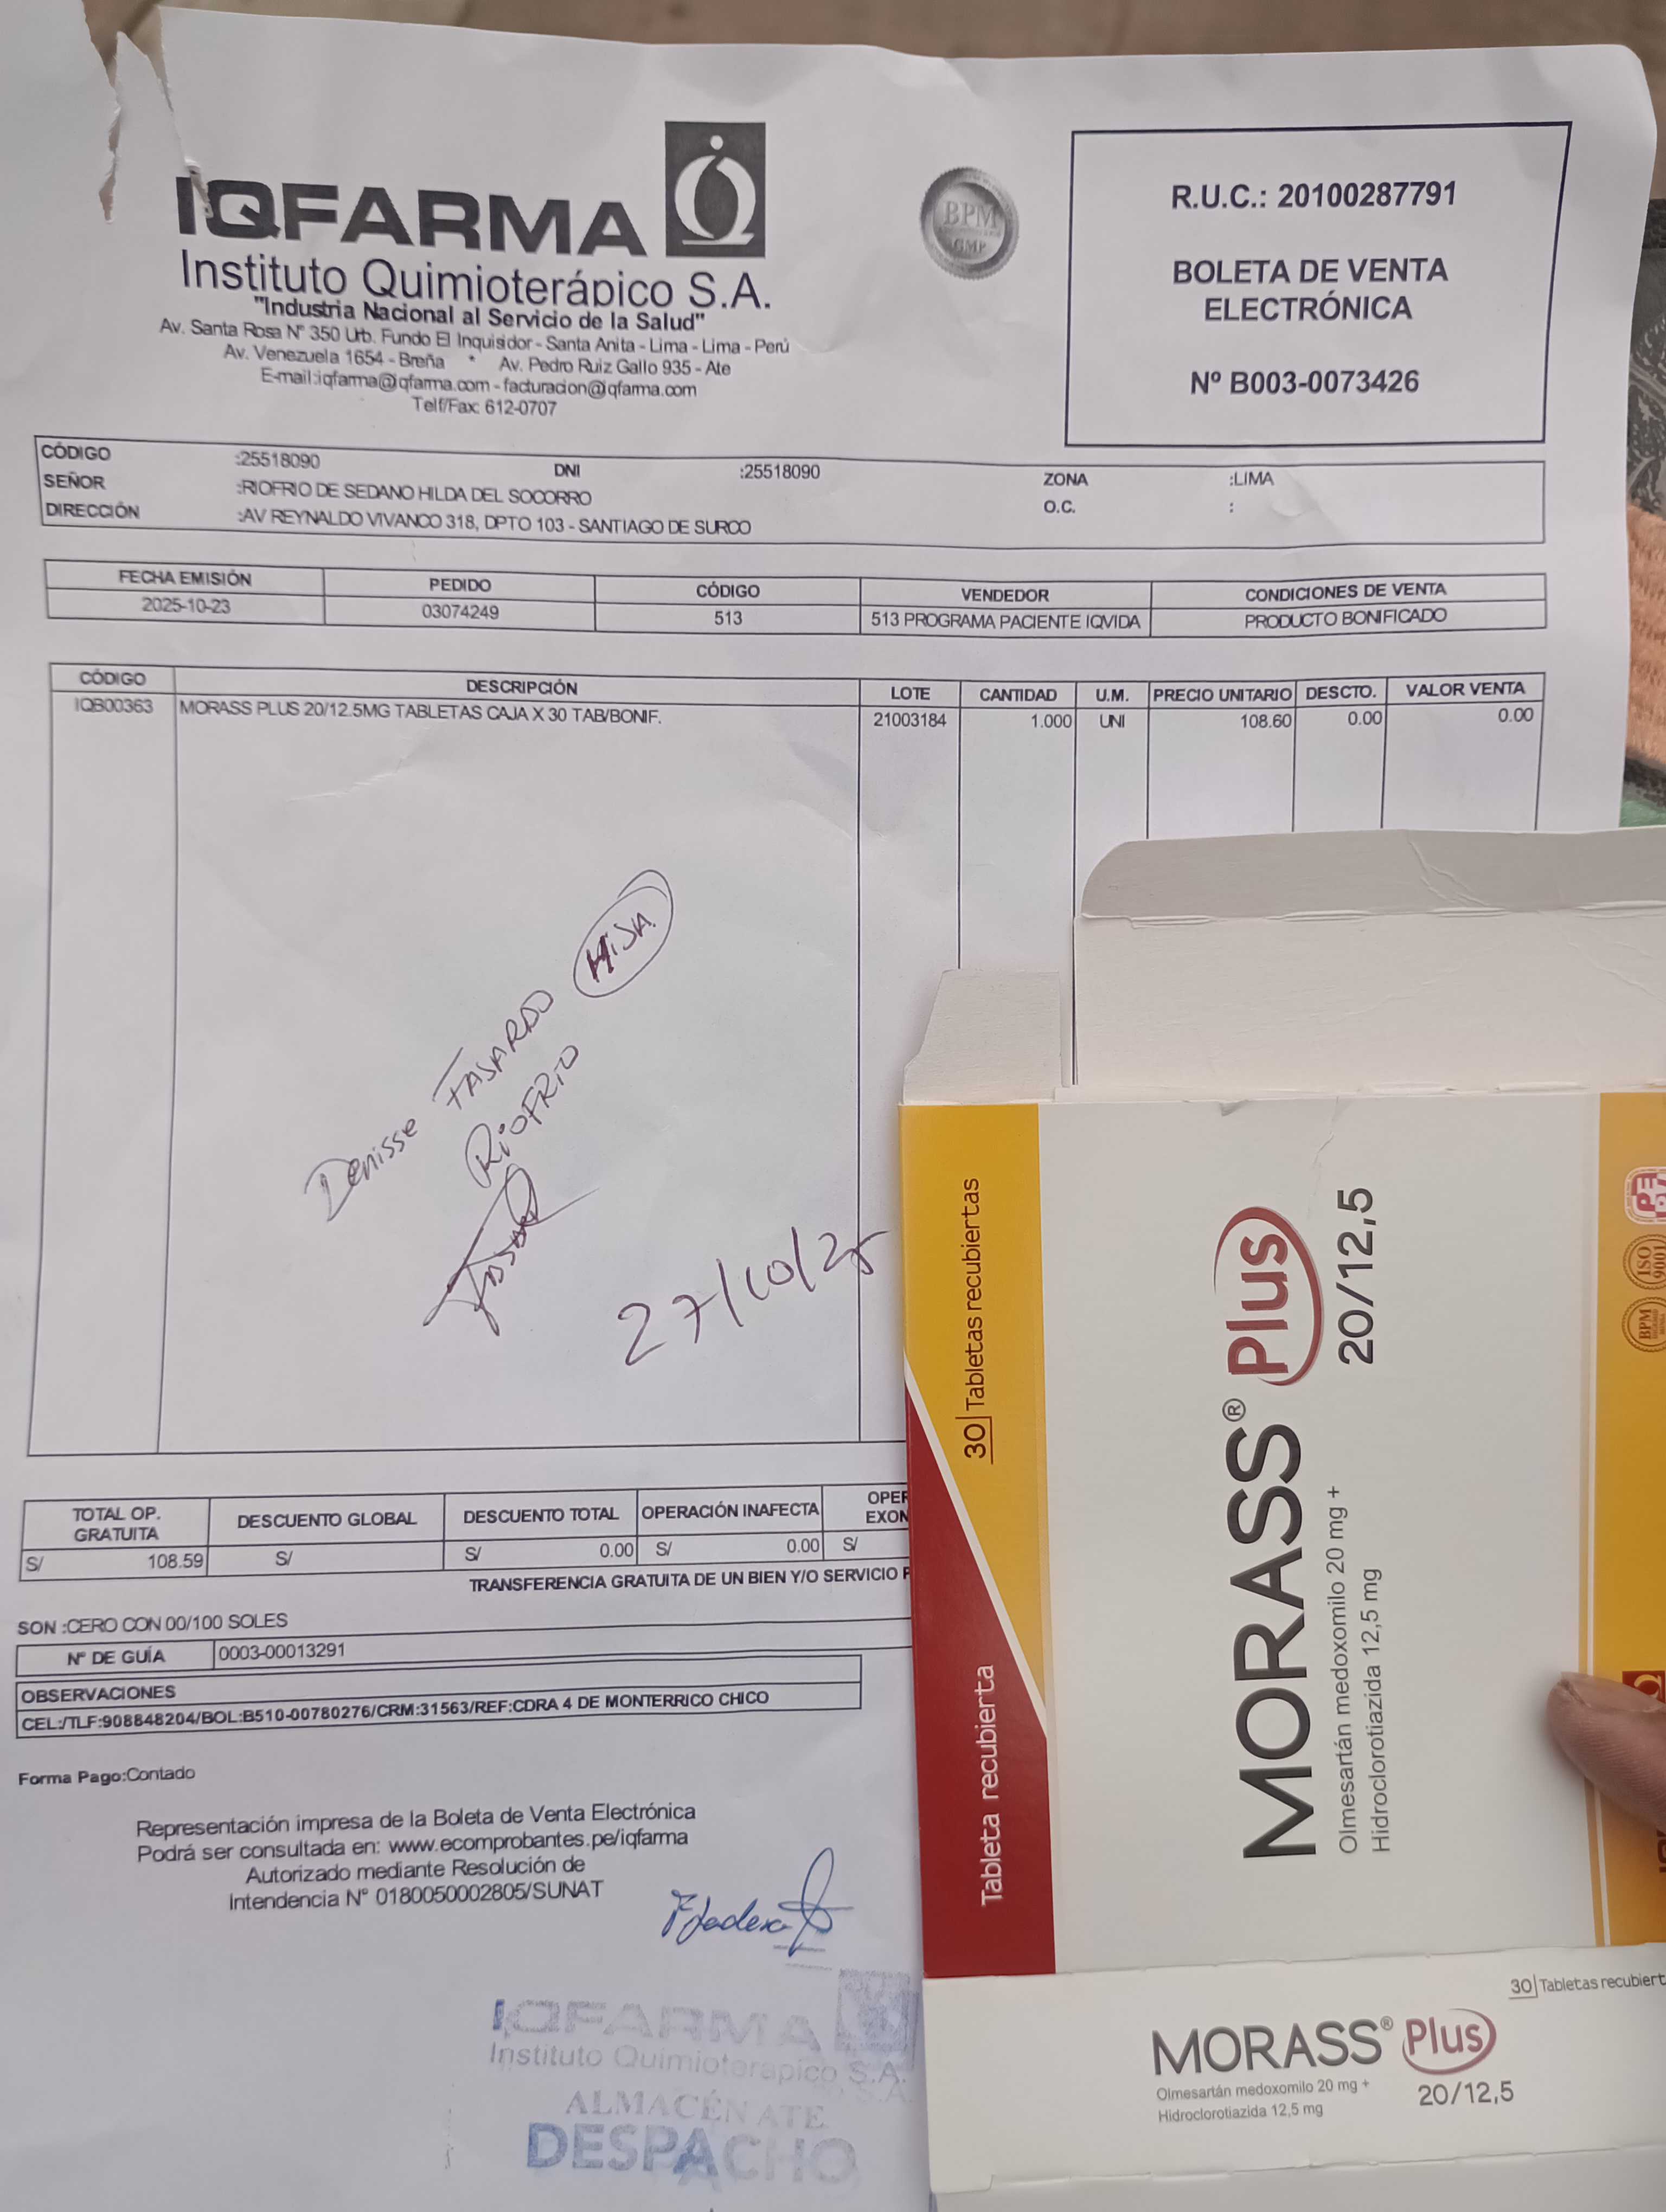 IQFARMA
Instituto Quimioterápico S.A.
"Industria Nacional al Servicio de la Salud"
Av. Santa Rosa N° 350 Urb. Fundo El Inquisidor - Santa Anita - Lima - Lima - Perú
Av. Venezuela 1654 - Breña * Av. Pedro Ruiz Gallo 935 - Ate
E-mail:iqfarma@iqfarma.com - facturacion@iqfarma.com
Telf/Fax: 612-0707
BPM
GMP
R.U.C.: 20100287791
BOLETA DE VENTA
ELECTRÓNICA
Nº B003-0073426
CÓDIGO :25518090 DNI :25518090 ZONA :LIMA
SEÑOR :RIOFRIO DE SEDANO HILDA DEL SOCORRO O.C. :
DIRECCIÓN :AV REYNALDO VIVANCO 318, DPTO 103 - SANTIAGO DE SURCO
FECHA EMISIÓN PEDIDO CÓDIGO VENDEDOR CONDICIONES DE VENTA
2025-10-23 03074249 513 513 PROGRAMA PACIENTE IQVIDA PRODUCTO BONIFICADO
CÓDIGO DESCRIPCIÓN LOTE CANTIDAD U.M. PRECIO UNITARIO DESCTO. VALOR VENTA
IQB00363 MORASS PLUS 20/12.5MG TABLETAS CAJA X 30 TAB/BONIF. 21003184 1.000 UNI 108.60 0.00 0.00
Denisse FASARDO HIJA
RIOFRIO
27/10/25
TOTAL OP. GRATUITA DESCUENTO GLOBAL DESCUENTO TOTAL OPERACIÓN INAFECTA OPER
EXON
S/ 108.59 S/ S/ 0.00 S/ 0.00 S/
TRANSFERENCIA GRATUITA DE UN BIEN Y/O SERVICIO
SON :CERO CON 00/100 SOLES
N° DE GUÍA 0003-00013291
OBSERVACIONES
CEL:/TLF:908848204/BOL:B510-00780276/CRM:31563/REF:CDRA 4 DE MONTERRICO CHICO
Forma Pago:Contado
Representación impresa de la Boleta de Venta Electrónica
Podrá ser consultada en: www.ecomprobantes.pe/iqfarma
Autorizado mediante Resolución de
Intendencia N° 0180050002805/SUNAT
IQFARMA
Instituto Quimioterapico S.A.
ALMACÉN ATE
DESPACHO
30 Tabletas recubiertas
Tableta recubierta
MORASS® Plus
20/12,5
Olmesartán medoxomilo 20 mg +
Hidroclorotiazida 12,5 mg
PE
ISO
9001
BPM
30 Tabletas recubiert
MORASS® Plus
Olmesartán medoxomilo 20 mg +
Hidroclorotiazida 12,5 mg
20/12,5